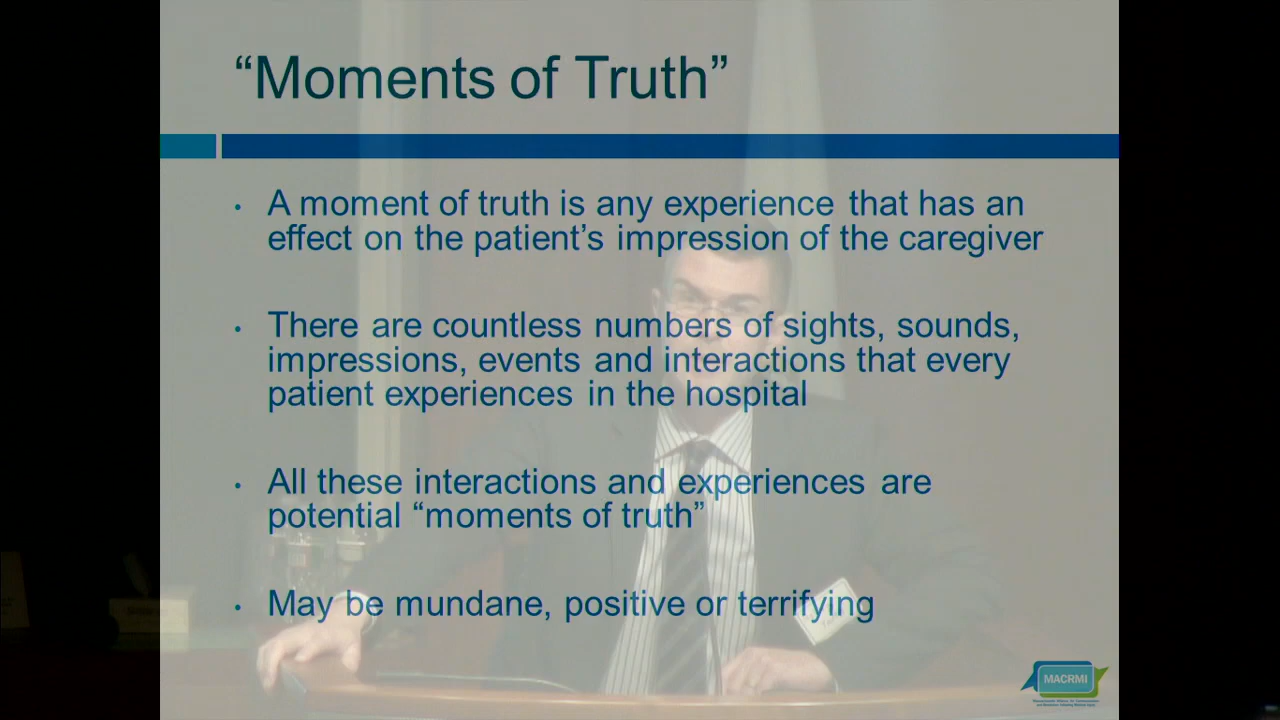 “Moments of Truth”
• A moment of truth is any experience that has an
effect on the patient’s impression of the caregiver
• There are countless numbers of sights, sounds,
impressions, events and interactions that every
patient experiences in the hospital
• All these interactions and experiences are
potential “moments of truth”
• May be mundane, positive or terrifying
MACRMI